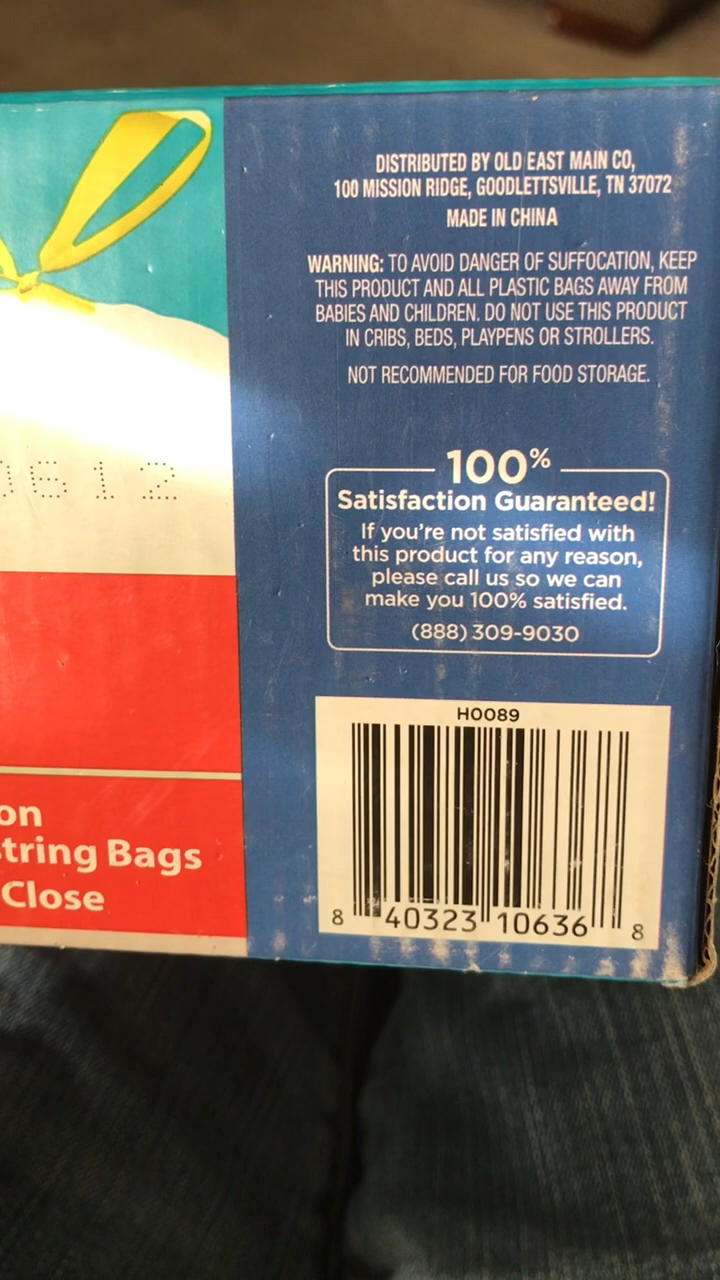 DISTRIBUTED BY OLD EAST MAIN CO,
100 MISSION RIDGE, GOODLETTSVILLE, TN 37072
MADE IN CHINA
WARNING: TO AVOID DANGER OF SUFFOCATION, KEEP
THIS PRODUCT AND ALL PLASTIC BAGS AWAY FROM
BABIES AND CHILDREN. DO NOT USE THIS PRODUCT
IN CRIBS, BEDS, PLAYPENS OR STROLLERS.
NOT RECOMMENDED FOR FOOD STORAGE.
100%
Satisfaction Guaranteed!
If you're not satisfied with
this product for any reason,
please call us so we can
make you 100% satisfied.
(888) 309-9030
H0089
8 40323 10636 8
612
on
string Bags
Close